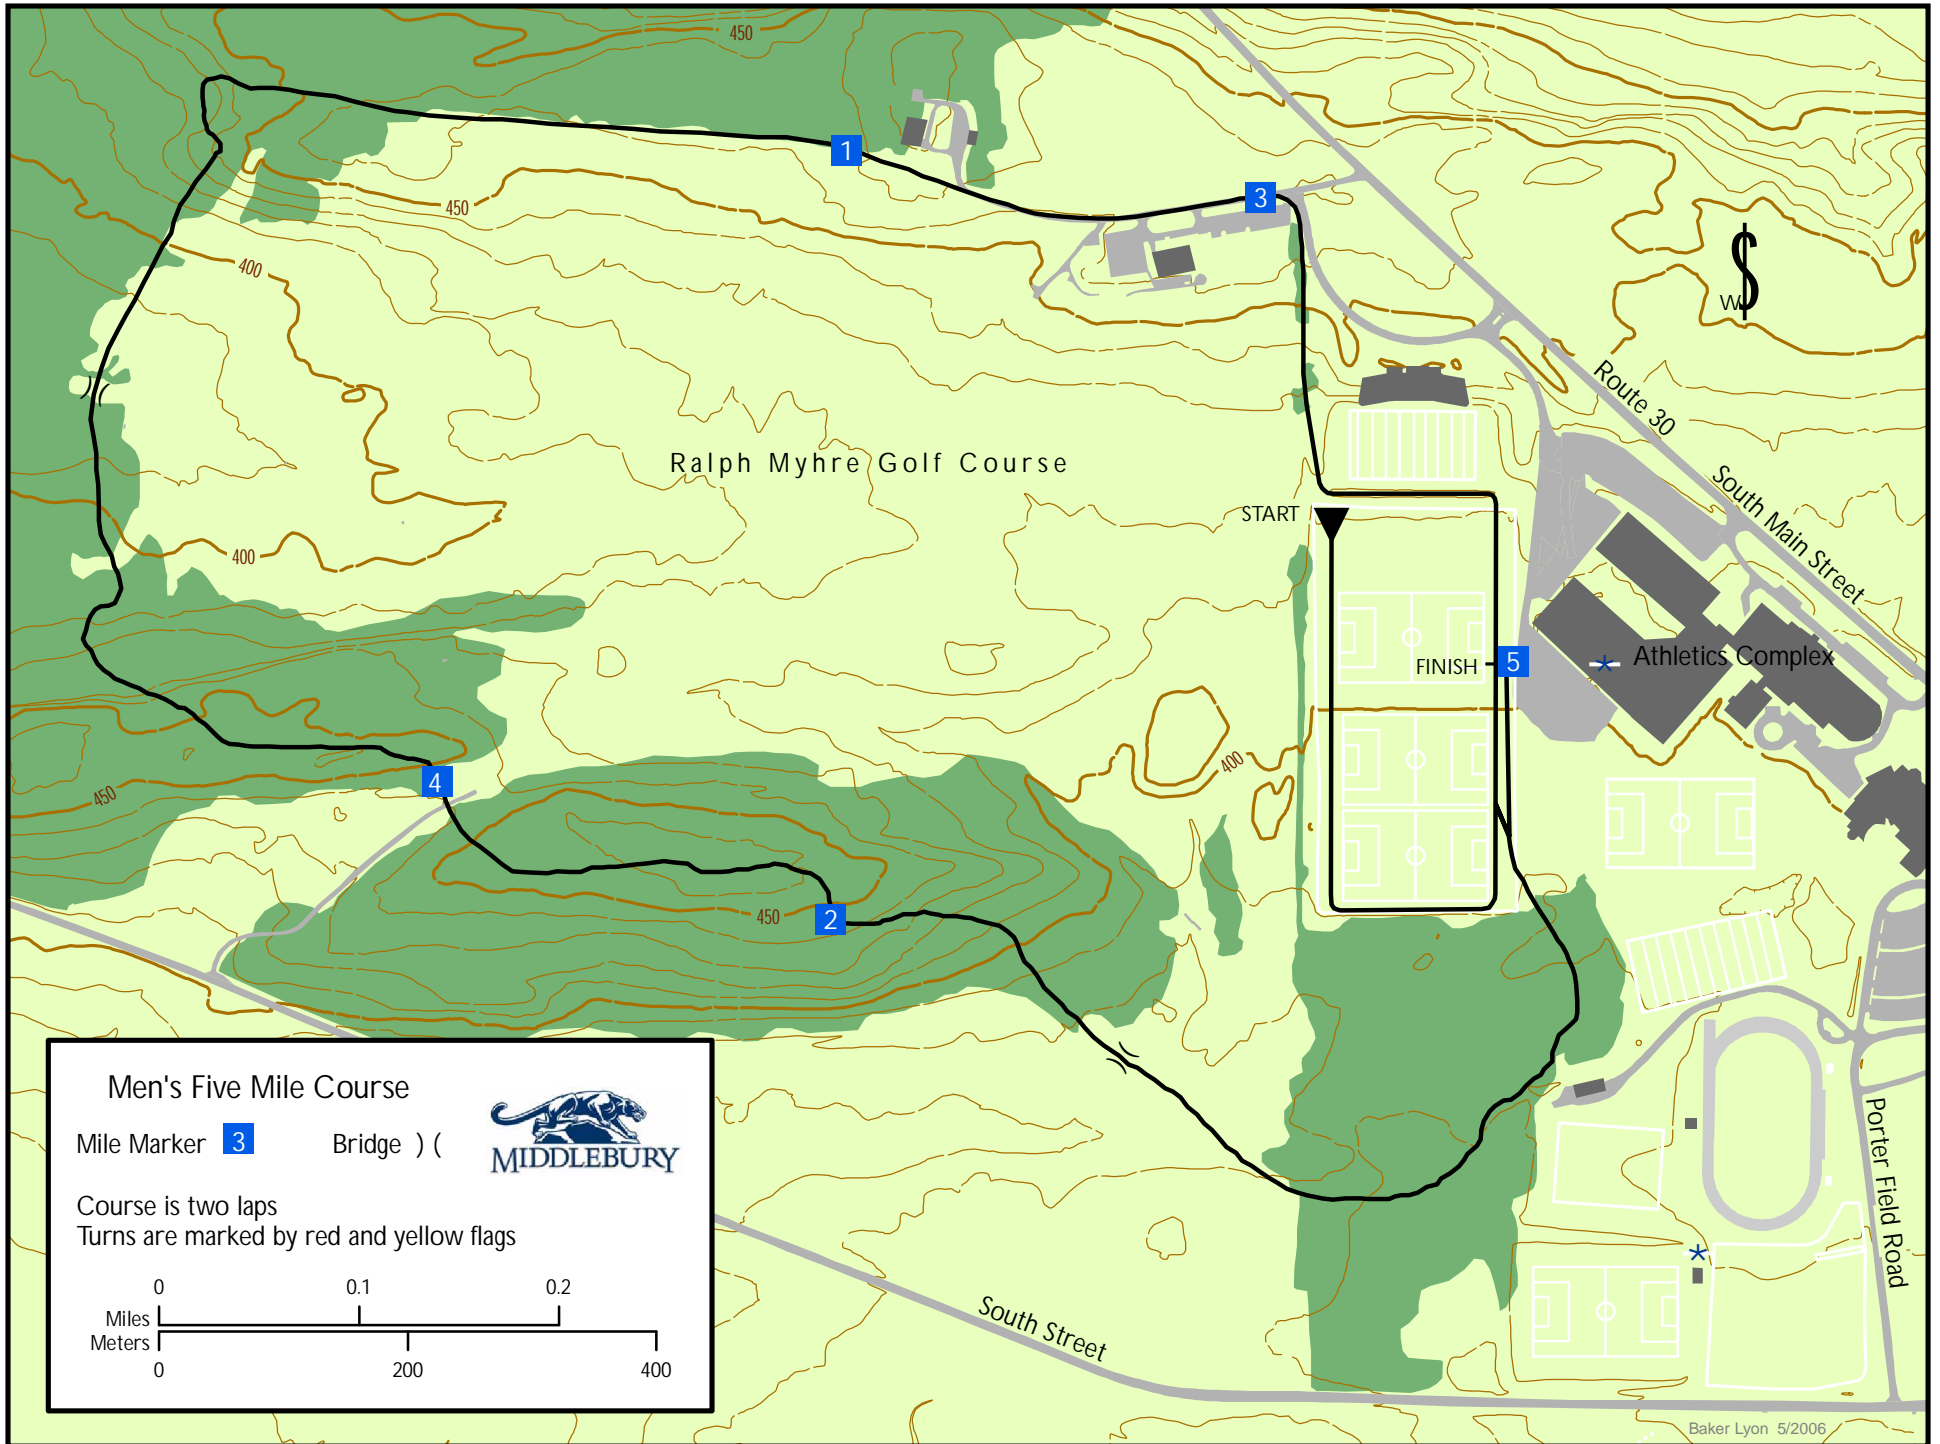 450
1
3
450
400
W
$
Route 30
Ralph Myhre Golf Course
South Main Street
START
400
FINISH
5
Athletics Complex
400
4
450
2
450
Men's Five Mile Course
Mile Marker 3 Bridge ) (
MIDDLEBURY
Course is two laps
Turns are marked by red and yellow flags
0 0.1 0.2
Miles
Meters
0 200 400
Porter Field Road
South Street
Baker Lyon 5/2006